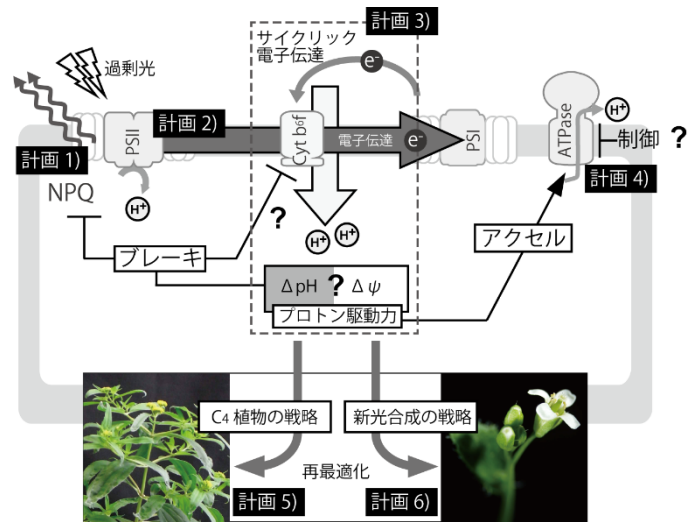 計画 3)
サイクリック
電子伝達
e-
過剰光
計画 2)
PSII
Cyt b6f
電子伝達
e-
PSI
ATPase
H+
制御 ?
計画 1)
NPQ
H+
計画 4)
?
H+ H+
ブレーキ
アクセル
ΔpH ? Δψ
プロトン駆動力
C4 植物の戦略
新光合成の戦略
再最適化
計画 5)
計画 6)